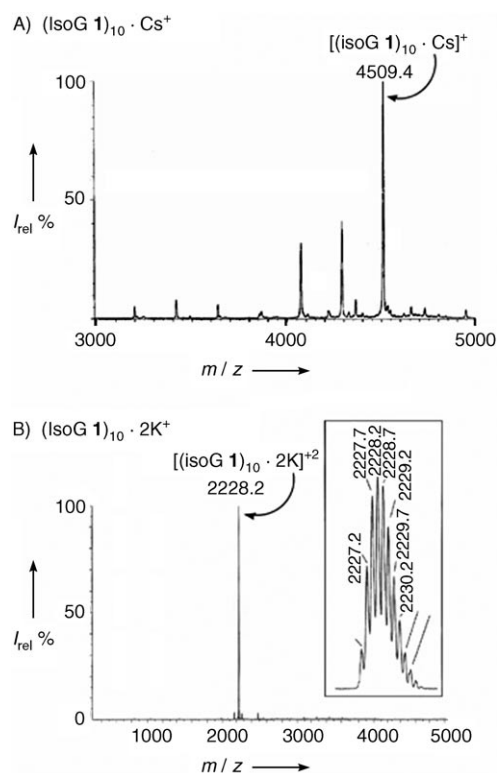 A) (IsoG 1)₁₀ · Cs⁺
[(isoG 1)₁₀ · Cs]⁺
4509.4
100
50
I rel %
3000 4000 5000
m / z
B) (IsoG 1)₁₀ · 2K⁺
[(isoG 1)₁₀ · 2K]⁺²
2228.2
100
50
0
I rel %
1000 2000 3000 4000 5000
m / z
2227.2
2227.7
2228.2
2228.7
2229.2
2229.7
2230.2